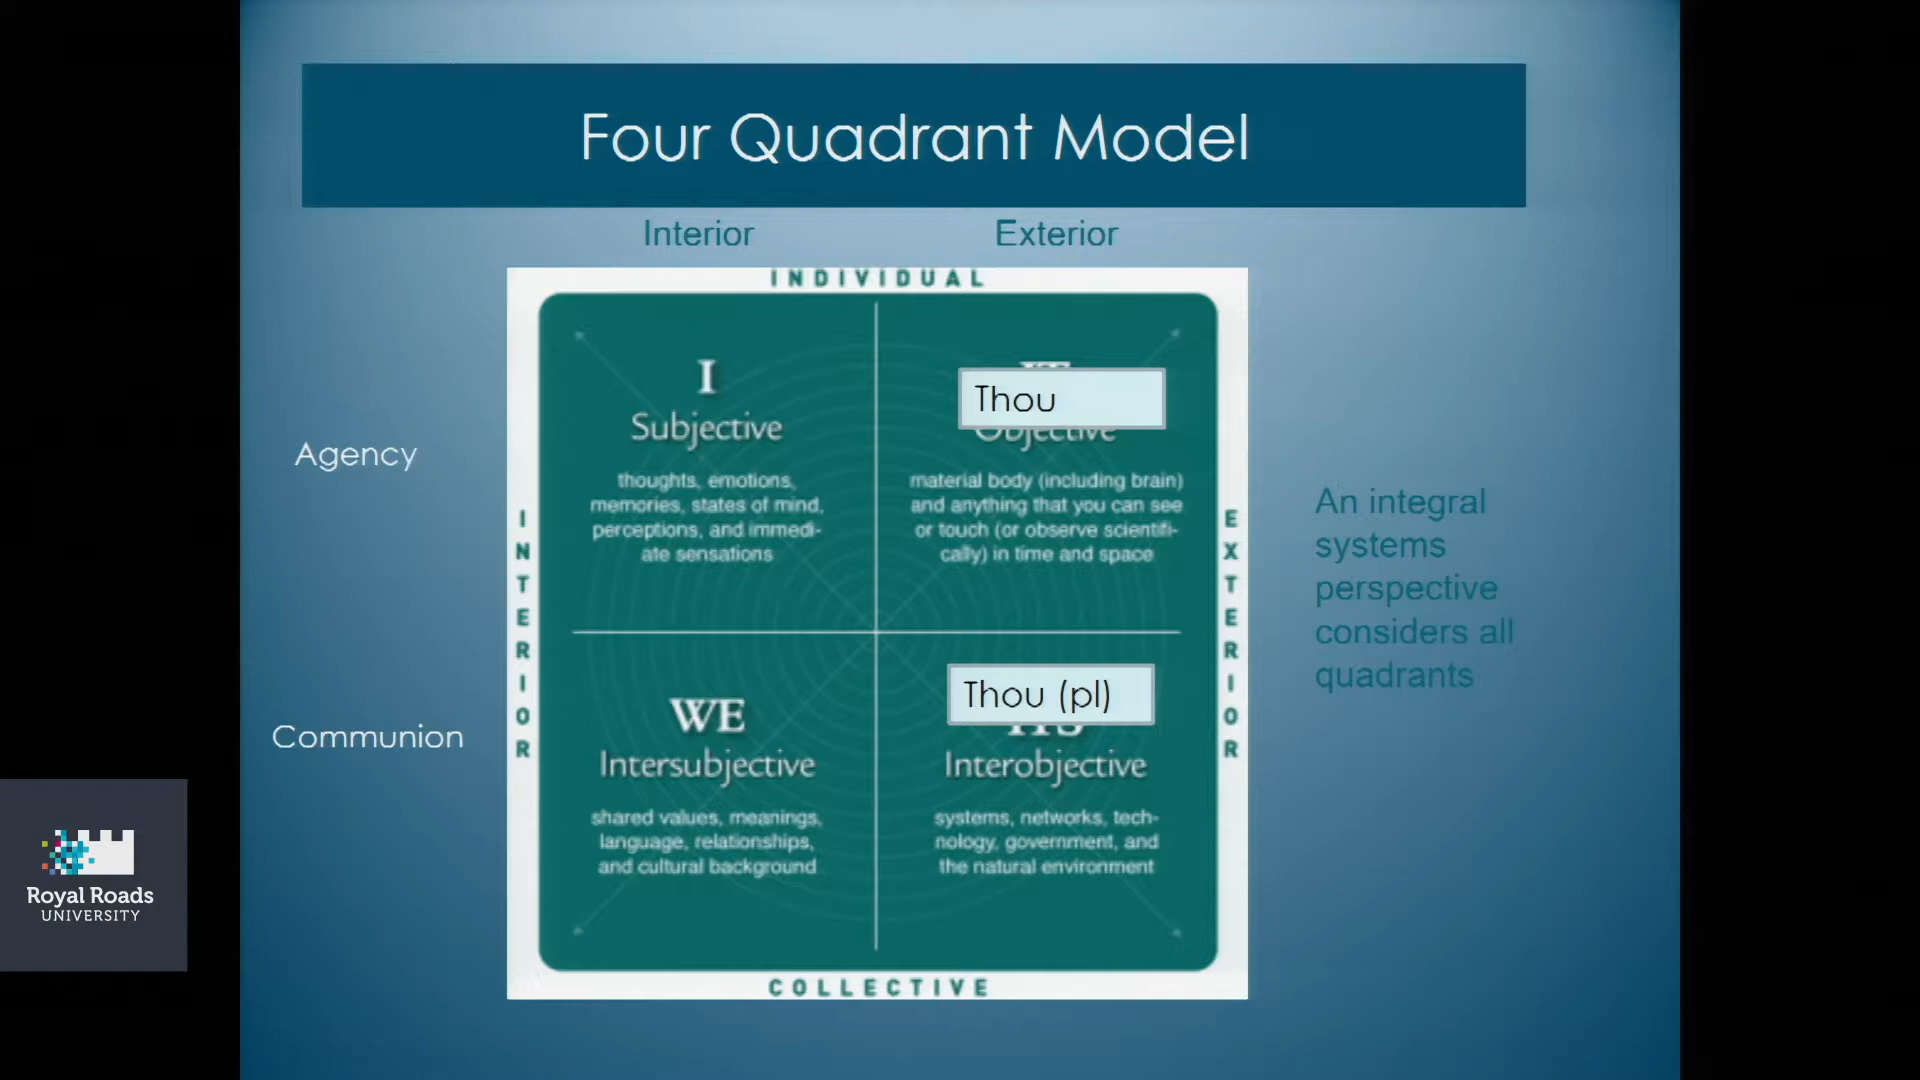 Four Quadrant Model
Interior
Exterior
INDIVIDUAL
Agency
Communion
INTERIOR
I
Subjective
thoughts, emotions,
memories, states of mind,
perceptions, and immedi-
ate sensations
Thou
Objective
material body (including brain)
and anything that you can see
or touch (or observe scientifi-
cally) in time and space
WE
Intersubjective
shared values, meanings,
language, relationships,
and cultural background
Thou (pl)
ITS
Interobjective
systems, networks, tech-
nology, government, and
the natural environment
EXTERIOR
COLLECTIVE
An integral
systems
perspective
considers all
quadrants
Royal Roads
UNIVERSITY